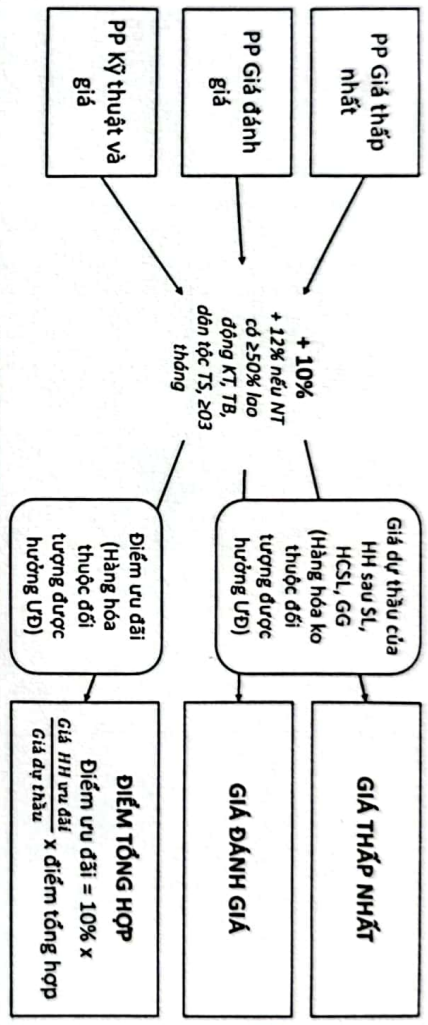 PP Giá thấp
nhất
PP Giá đánh
giá
PP Kỹ thuật và
giá
+ 10%
+ 12% nếu NT
có ≥50% lao
động KT, TB,
dân tộc TS, ≥03
tháng
Giá dự thầu của
HH sau SL,
HCSL, GG
(Hàng hóa ko
thuộc đối
tượng được
hưởng ƯĐ)
Điểm ưu đãi
(Hàng hóa
thuộc đối
tượng được
hưởng ƯĐ)
GIÁ THẤP NHẤT
GIÁ ĐÁNH GIÁ
ĐIỂM TỔNG HỢP
Điểm ưu đãi = 10% x
Giá HH ưu đãi
Giá dự thầu
x điểm tổng hợp